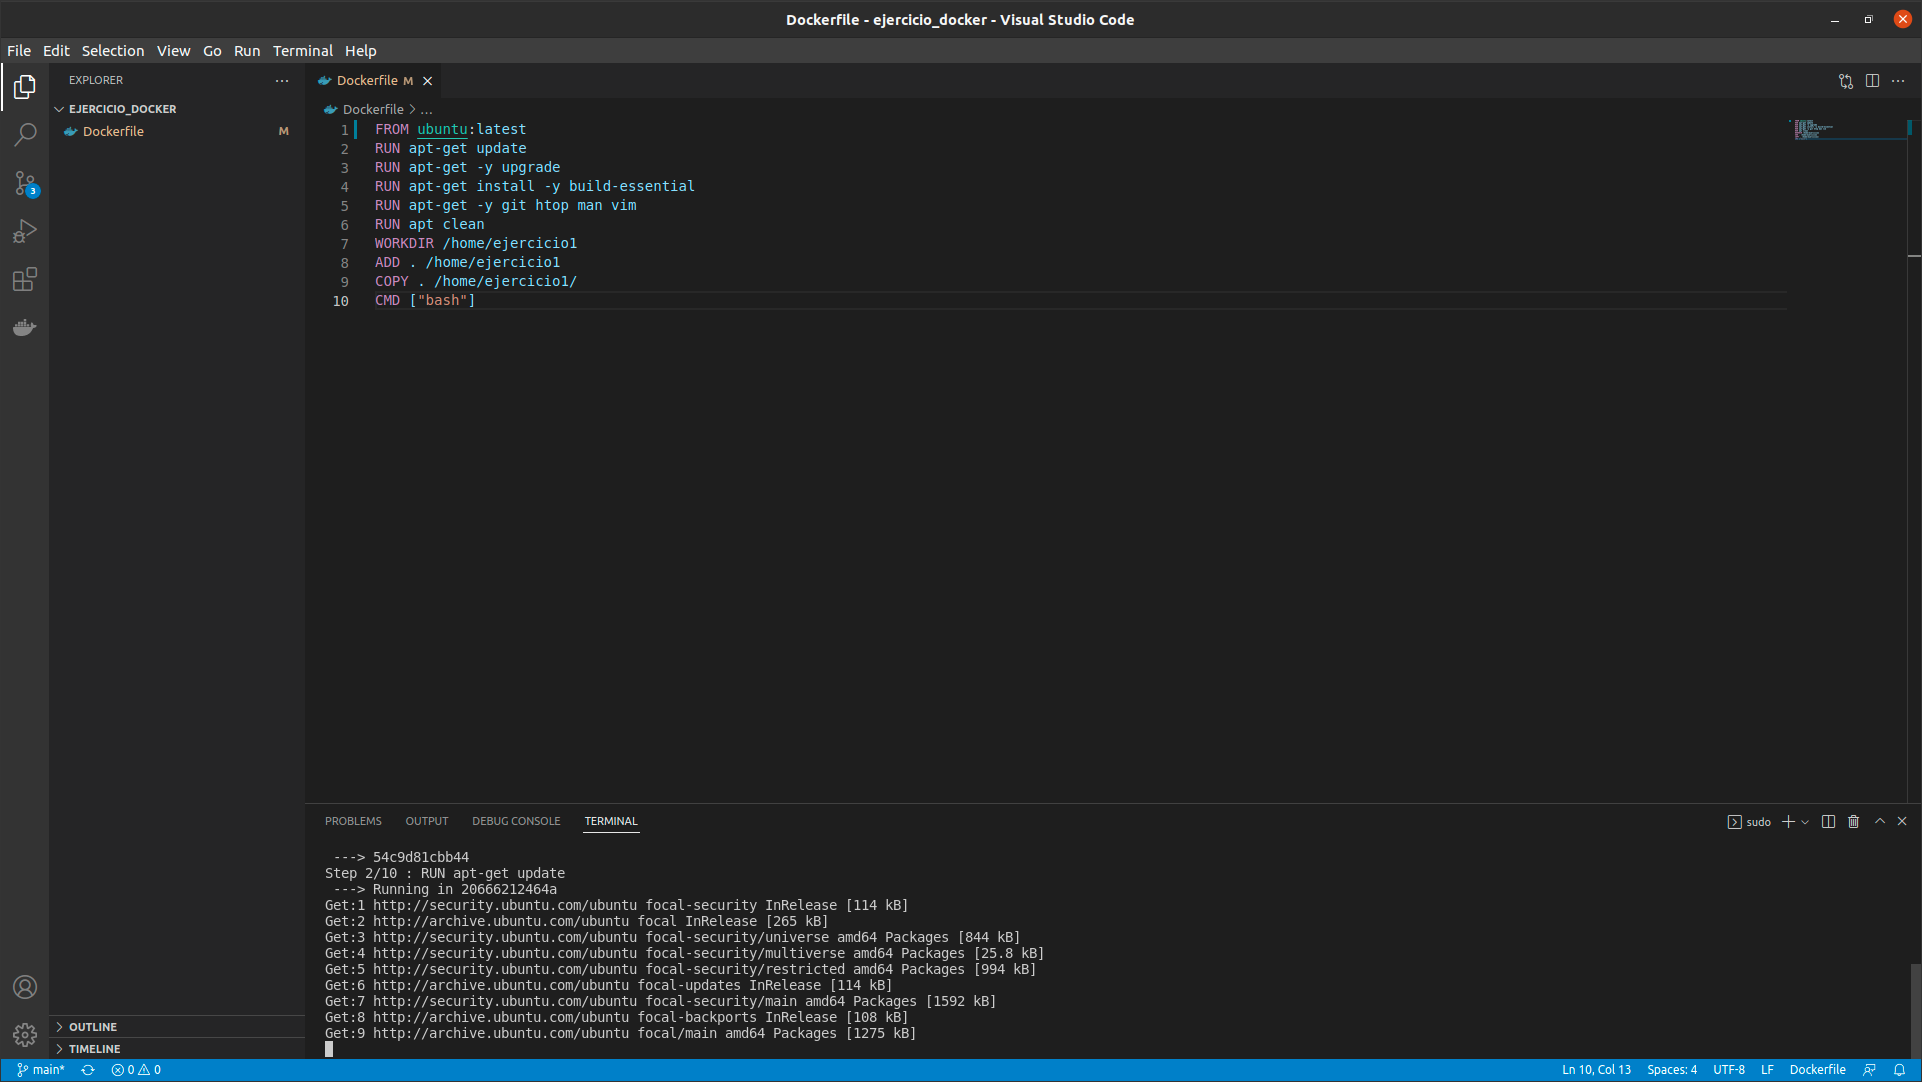 Dockerfile - ejercicio_docker - Visual Studio Code
File Edit Selection View Go Run Terminal Help
EXPLORER
EJERCICIO_DOCKER
Dockerfile M
3
Dockerfile M
Dockerfile > ...
1 FROM ubuntu:latest
2 RUN apt-get update
3 RUN apt-get -y upgrade
4 RUN apt-get install -y build-essential
5 RUN apt-get -y git htop man vim
6 RUN apt clean
7 WORKDIR /home/ejercicio1
8 ADD . /home/ejercicio1
9 COPY . /home/ejercicio1/
10 CMD ["bash"]
PROBLEMS OUTPUT DEBUG CONSOLE TERMINAL
sudo
---> 54c9d81cbb44
Step 2/10 : RUN apt-get update
---> Running in 20666212464a
Get:1 http://security.ubuntu.com/ubuntu focal-security InRelease [114 kB]
Get:2 http://archive.ubuntu.com/ubuntu focal InRelease [265 kB]
Get:3 http://security.ubuntu.com/ubuntu focal-security/universe amd64 Packages [844 kB]
Get:4 http://security.ubuntu.com/ubuntu focal-security/multiverse amd64 Packages [25.8 kB]
Get:5 http://security.ubuntu.com/ubuntu focal-security/restricted amd64 Packages [994 kB]
Get:6 http://archive.ubuntu.com/ubuntu focal-updates InRelease [114 kB]
Get:7 http://security.ubuntu.com/ubuntu focal-security/main amd64 Packages [1592 kB]
Get:8 http://archive.ubuntu.com/ubuntu focal-backports InRelease [108 kB]
Get:9 http://archive.ubuntu.com/ubuntu focal/main amd64 Packages [1275 kB]
OUTLINE
TIMELINE
main* 0 0 Ln 10, Col 13 Spaces: 4 UTF-8 LF Dockerfile